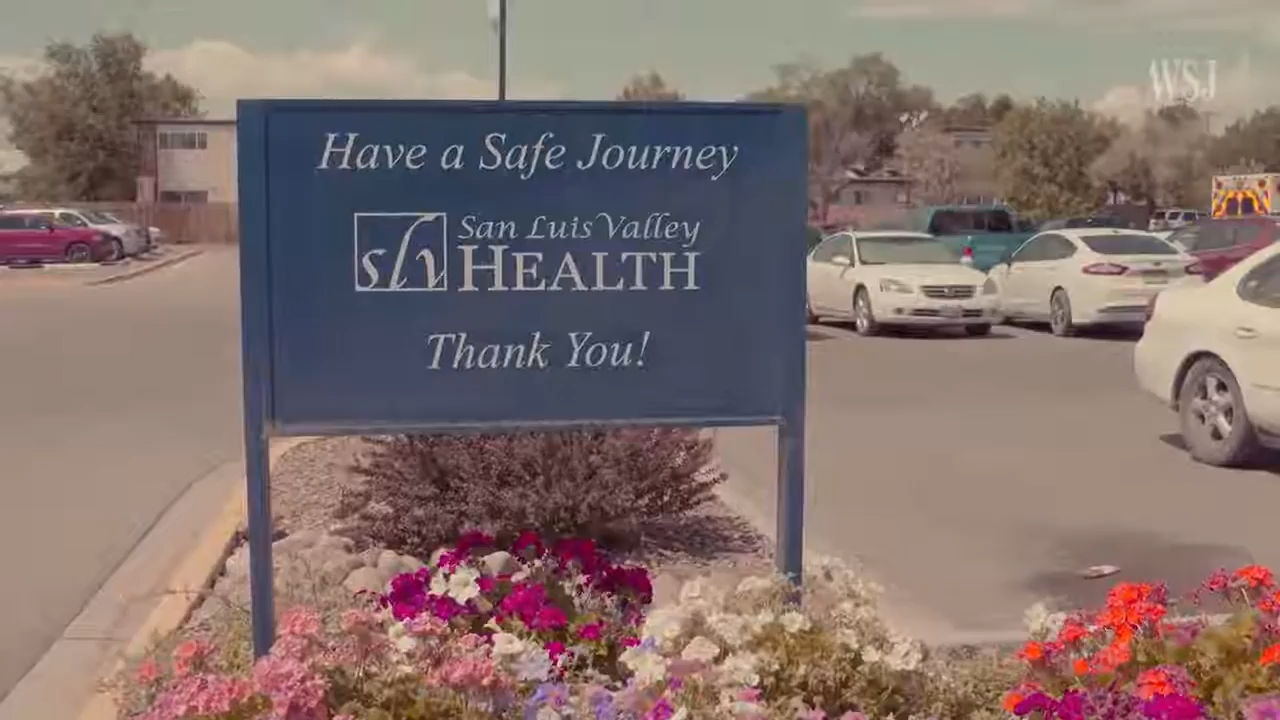 WSJ
Have a Safe Journey
slv
San Luis Valley
HEALTH
Thank You!